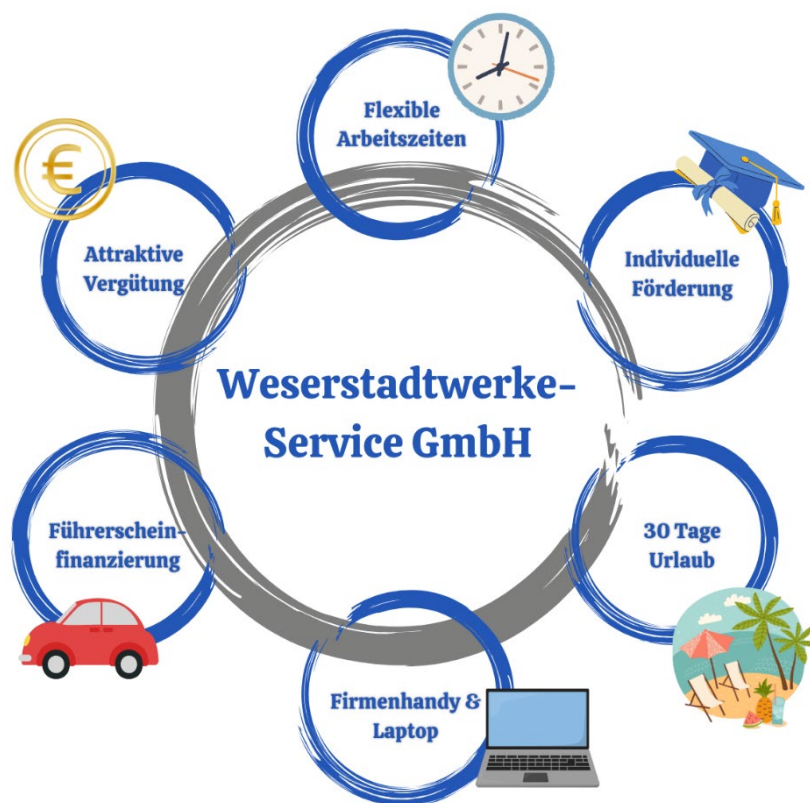 Flexible
Arbeitszeiten
Attraktive
Vergütung
Individuelle
Förderung
Weserstadtwerke-
Service GmbH
Führerschein-
finanzierung
30 Tage
Urlaub
Firmenhandy &
Laptop